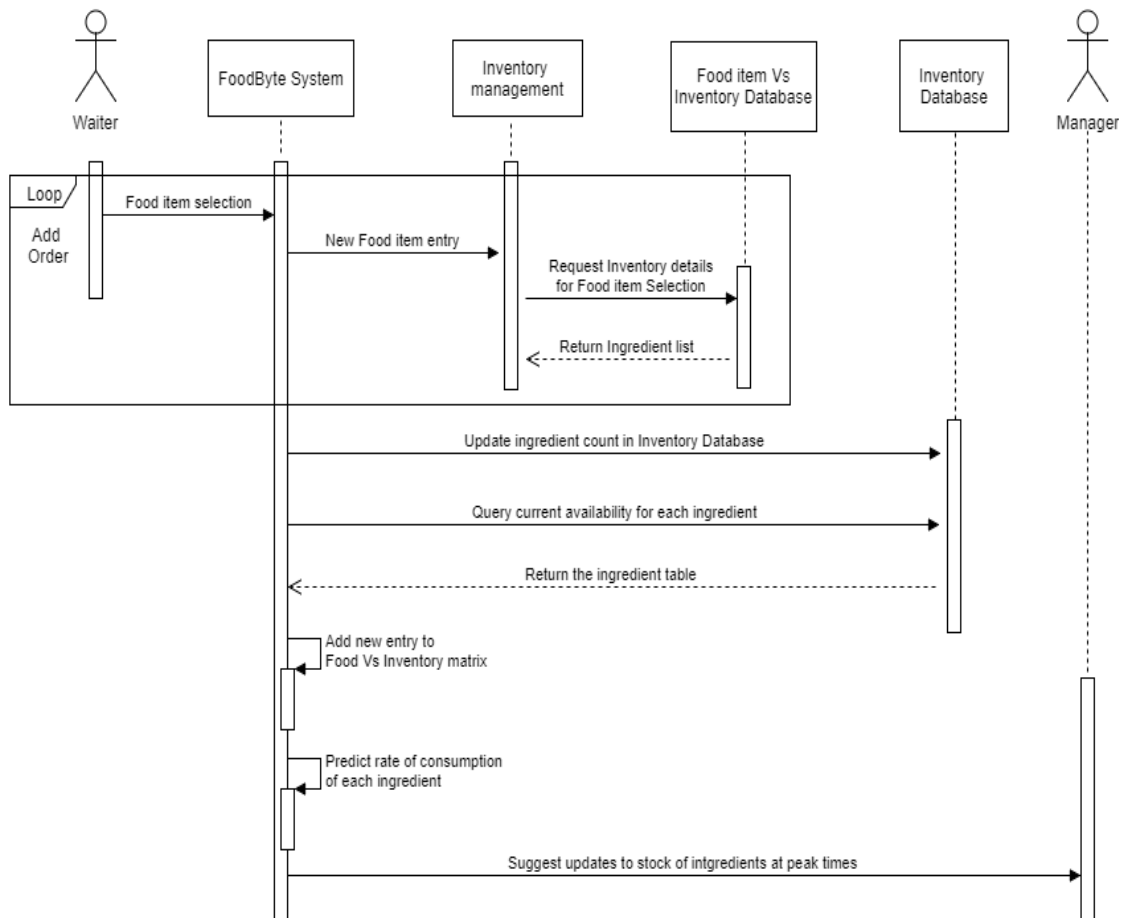 Waiter
FoodByte System
Inventory
management
Food item Vs
Inventory Database
Inventory
Database
Manager
Loop
Add
Order
Food item selection
New Food item entry
Request Inventory details
for Food item Selection
Return Ingredient list
Update ingredient count in Inventory Database
Query current availability for each ingredient
Return the ingredient table
Add new entry to
Food Vs Inventory matrix
Predict rate of consumption
of each ingredient
Suggest updates to stock of intgredients at peak times